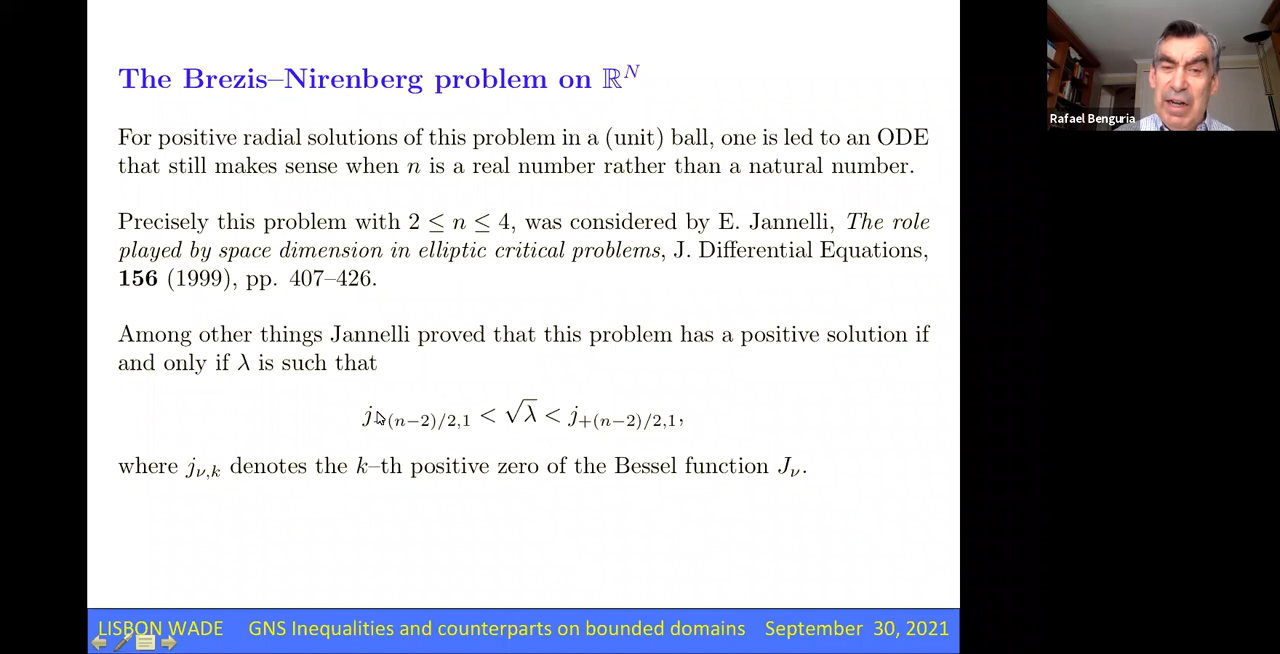 The Brezis–Nirenberg problem on ℝᴺ
For positive radial solutions of this problem in a (unit) ball, one is led to an ODE
that still makes sense when n is a real number rather than a natural number.
Precisely this problem with 2 ≤ n ≤ 4, was considered by E. Jannelli, The role
played by space dimension in elliptic critical problems, J. Differential Equations,
156 (1999), pp. 407–426.
Among other things Jannelli proved that this problem has a positive solution if
and only if λ is such that
j₋₍ₙ₋₂₎/₂,₁ < √λ < j₊₍ₙ₋₂₎/₂,₁,
where j_{ν,k} denotes the k–th positive zero of the Bessel function J_ν.
LISBON WADE GNS Inequalities and counterparts on bounded domains September 30, 2021
Rafael Benguria